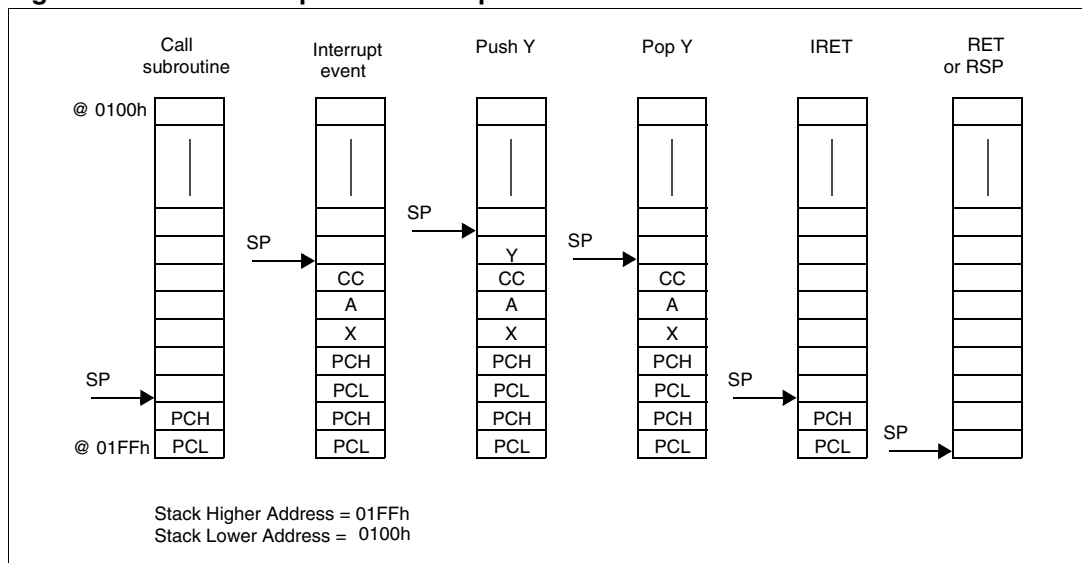 Call subroutine
Interrupt event
Push Y
Pop Y
IRET
RET or RSP
@ 0100h
SP
SP
SP
Y
CC
CC
CC
A
A
A
X
X
X
PCH
PCH
PCH
SP
PCL
PCL
PCL
SP
PCH
PCH
PCH
PCH
PCH
SP
@ 01FFh
PCL
PCL
PCL
PCL
PCL
Stack Higher Address = 01FFh
Stack Lower Address = 0100h